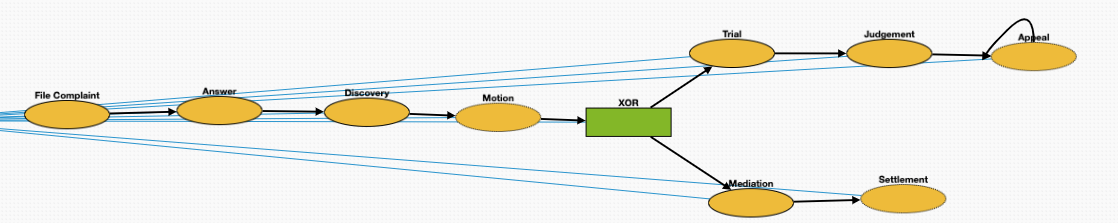 File Complaint
Answer
Discovery
Motion
XOR
Trial
Judgement
Appeal
Mediation
Settlement